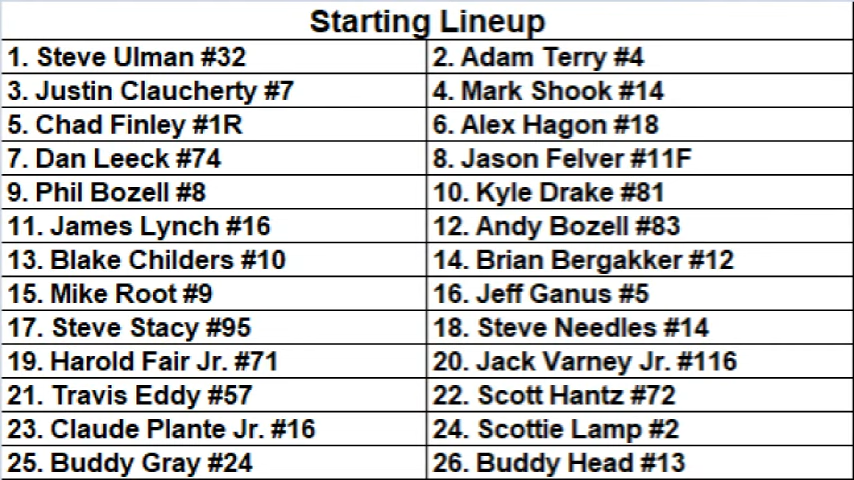 Starting Lineup
1. Steve Ulman #32
2. Adam Terry #4
3. Justin Claucherty #7
4. Mark Shook #14
5. Chad Finley #1R
6. Alex Hagon #18
7. Dan Leeck #74
8. Jason Felver #11F
9. Phil Bozell #8
10. Kyle Drake #81
11. James Lynch #16
12. Andy Bozell #83
13. Blake Childers #10
14. Brian Bergakker #12
15. Mike Root #9
16. Jeff Ganus #5
17. Steve Stacy #95
18. Steve Needles #14
19. Harold Fair Jr. #71
20. Jack Varney Jr. #116
21. Travis Eddy #57
22. Scott Hantz #72
23. Claude Plante Jr. #16
24. Scottie Lamp #2
25. Buddy Gray #24
26. Buddy Head #13